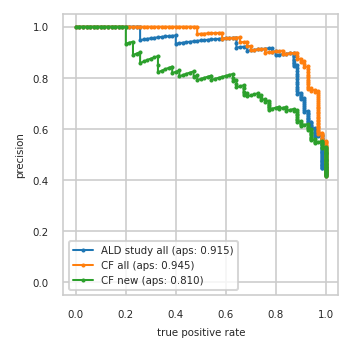 1.0
0.8
0.6
0.4
0.2
0.0
precision
ALD study all (aps: 0.915)
CF all (aps: 0.945)
CF new (aps: 0.810)
0.0 0.2 0.4 0.6 0.8 1.0
true positive rate